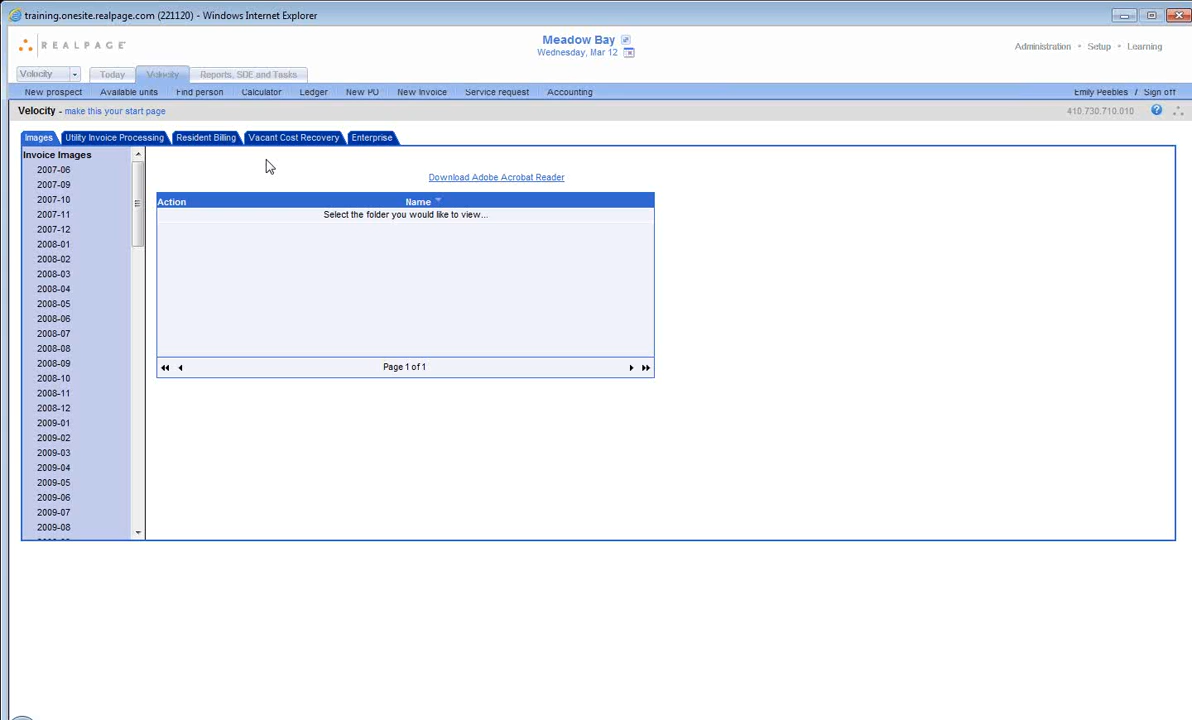 training.onesite.realpage.com (221120) - Windows Internet Explorer
REALPAGE
Meadow Bay
Wednesday, Mar 12
Administration • Setup • Learning
Velocity Today Velocity Reports, SDE and Tasks
New prospect Available units Find person Calculator Ledger New PO New Invoice Service request Accounting Emily Peebles / Sign off
Velocity - make this your start page 410.730.710.010
Images Utility Invoice Processing Resident Billing Vacant Cost Recovery Enterprise
Invoice Images
2007-06
2007-09
2007-10
2007-11
2007-12
2008-01
2008-02
2008-03
2008-04
2008-05
2008-06
2008-07
2008-08
2008-09
2008-10
2008-11
2008-12
2009-01
2009-02
2009-03
2009-04
2009-05
2009-06
2009-07
2009-08
Download Adobe Acrobat Reader
Action Name
Select the folder you would like to view...
Page 1 of 1